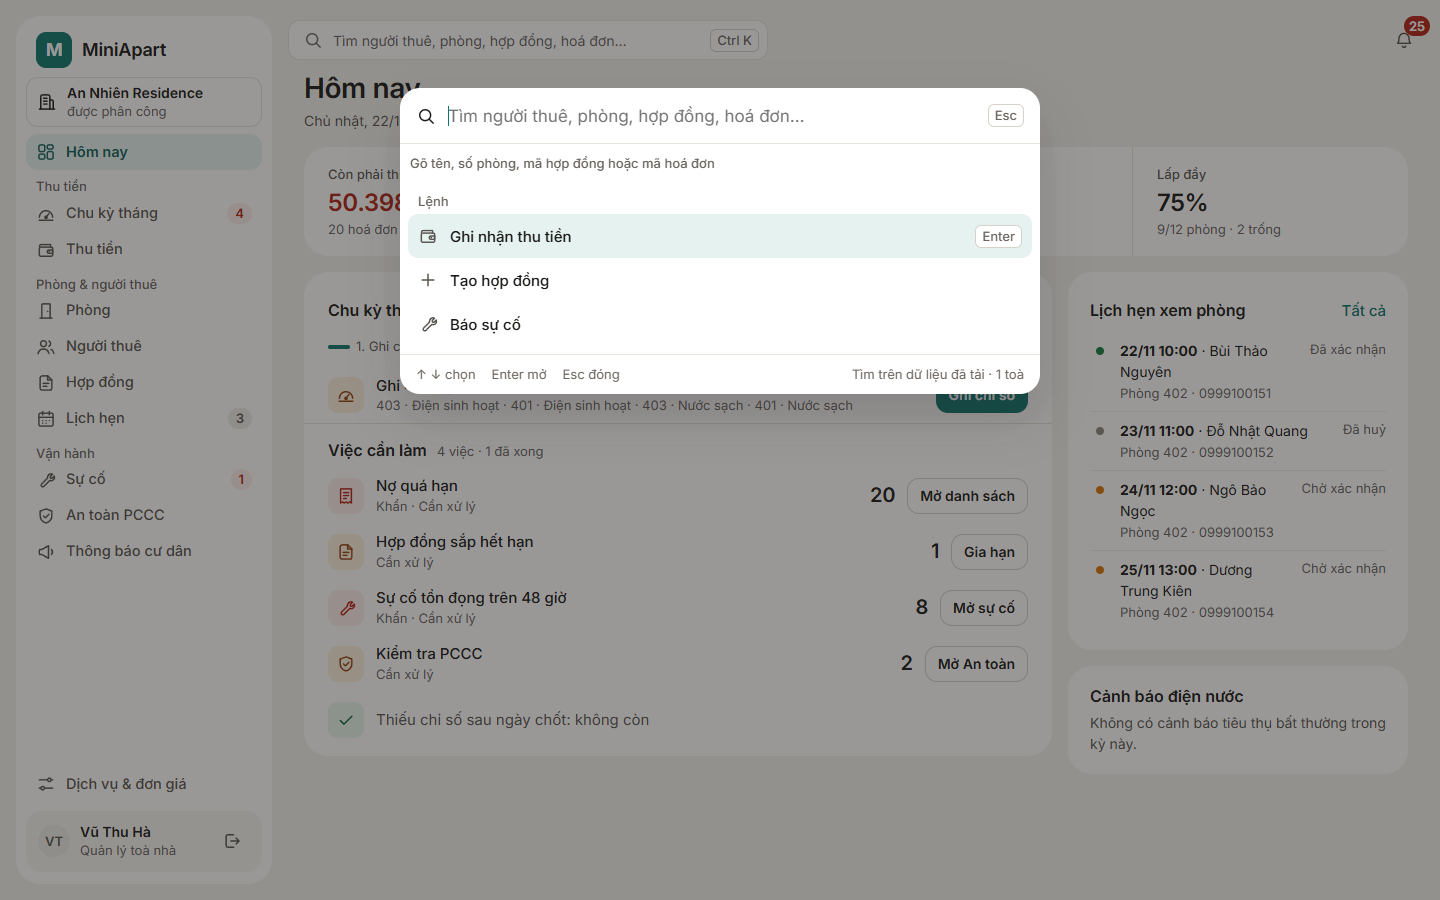 M MiniApart
An Nhiên Residence
được phân công
Hôm nay
Thu tiền
Chu kỳ tháng 4
Thu tiền
Phòng & người thuê
Phòng
Người thuê
Hợp đồng
Lịch hẹn 3
Vận hành
Sự cố 1
An toàn PCCC
Thông báo cư dân
Dịch vụ & đơn giá
VT Vũ Thu Hà
Quản lý toà nhà
Tìm người thuê, phòng, hợp đồng, hoá đơn... Ctrl K
25
Hôm nay
Chủ nhật, 22/1
Còn phải th
50.398
20 hoá đơn
Lấp đầy
75%
9/12 phòng · 2 trống
Tìm người thuê, phòng, hợp đồng, hoá đơn... Esc
Gõ tên, số phòng, mã hợp đồng hoặc mã hoá đơn
Lệnh
Ghi nhận thu tiền Enter
Tạo hợp đồng
Báo sự cố
↑ ↓ chọn Enter mở Esc đóng Tìm trên dữ liệu đã tải · 1 toà
Chu kỳ th
1. Ghi c
Ghi
403 · Điện sinh hoạt · 401 · Điện sinh hoạt · 403 · Nước sạch · 401 · Nước sạch
Ghi chỉ số
Việc cần làm 4 việc · 1 đã xong
Nợ quá hạn
Khẩn · Cần xử lý
20 Mở danh sách
Hợp đồng sắp hết hạn
Cần xử lý
1 Gia hạn
Sự cố tồn đọng trên 48 giờ
Khẩn · Cần xử lý
8 Mở sự cố
Kiểm tra PCCC
Cần xử lý
2 Mở An toàn
Thiếu chỉ số sau ngày chốt: không còn
Lịch hẹn xem phòng Tất cả
22/11 10:00 · Bùi Thảo Đã xác nhận
Nguyên
Phòng 402 · 0999100151
23/11 11:00 · Đỗ Nhật Quang Đã huỷ
Phòng 402 · 0999100152
24/11 12:00 · Ngô Bảo Chờ xác nhận
Ngọc
Phòng 402 · 0999100153
25/11 13:00 · Dương Chờ xác nhận
Trung Kiên
Phòng 402 · 0999100154
Cảnh báo điện nước
Không có cảnh báo tiêu thụ bất thường trong
kỳ này.